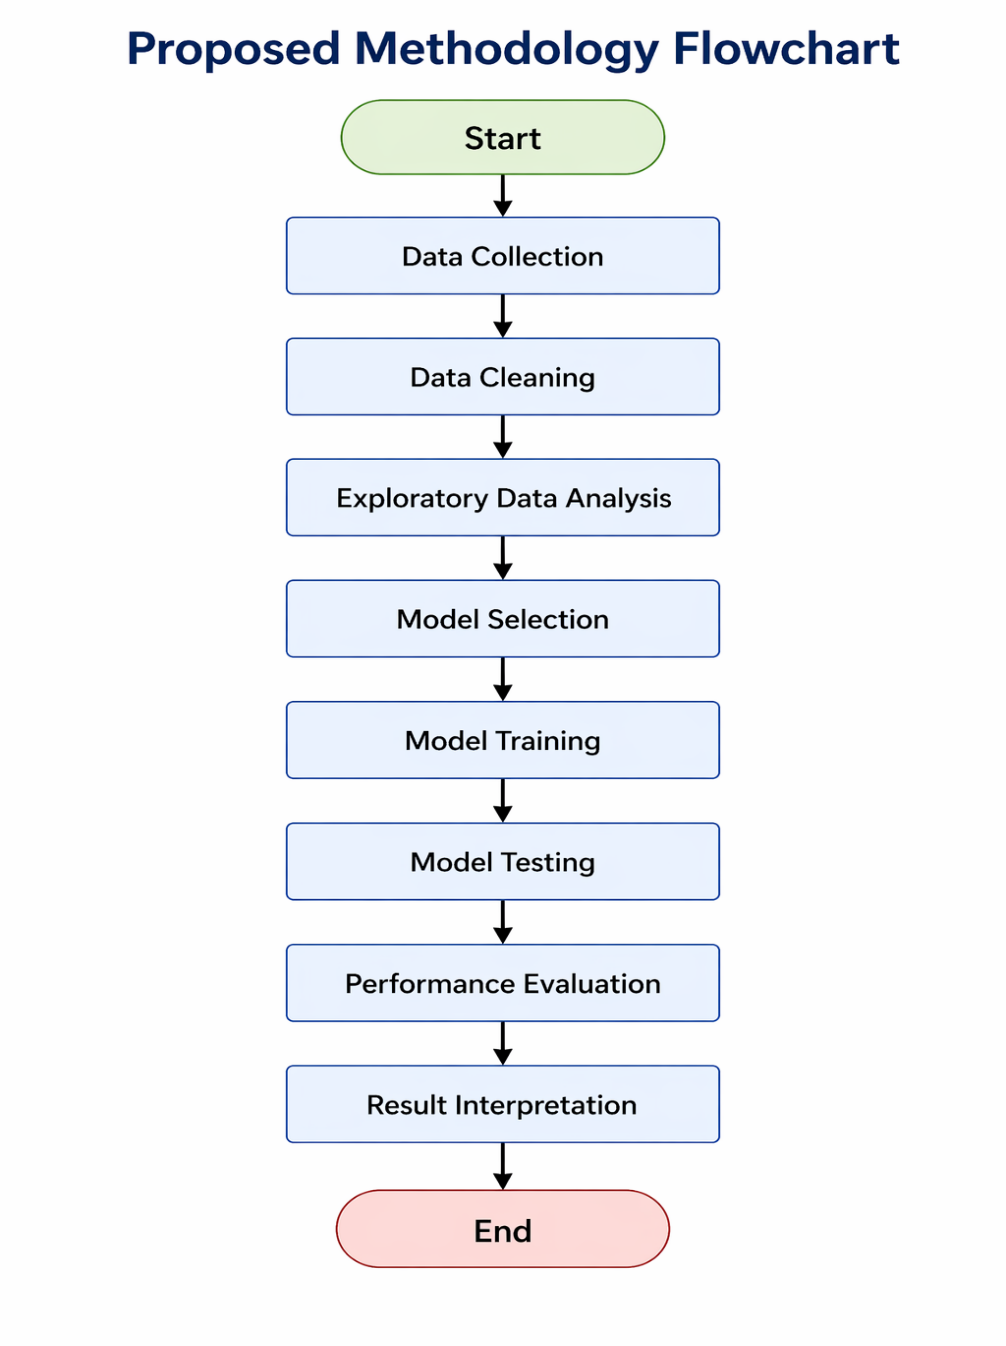 Proposed Methodology Flowchart
Start
Data Collection
Data Cleaning
Exploratory Data Analysis
Model Selection
Model Training
Model Testing
Performance Evaluation
Result Interpretation
End